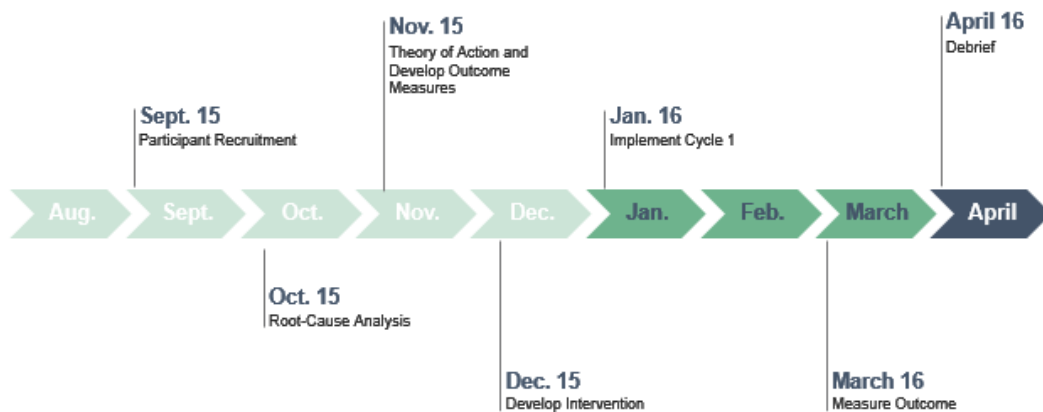 Nov. 15
Theory of Action and
Develop Outcome
Measures
April 16
Debrief
Sept. 15
Participant Recruitment
Jan. 16
Implement Cycle 1
Aug.
Sept.
Oct.
Nov.
Dec.
Jan.
Feb.
March
April
Oct. 15
Root-Cause Analysis
Dec. 15
Develop Intervention
March 16
Measure Outcome